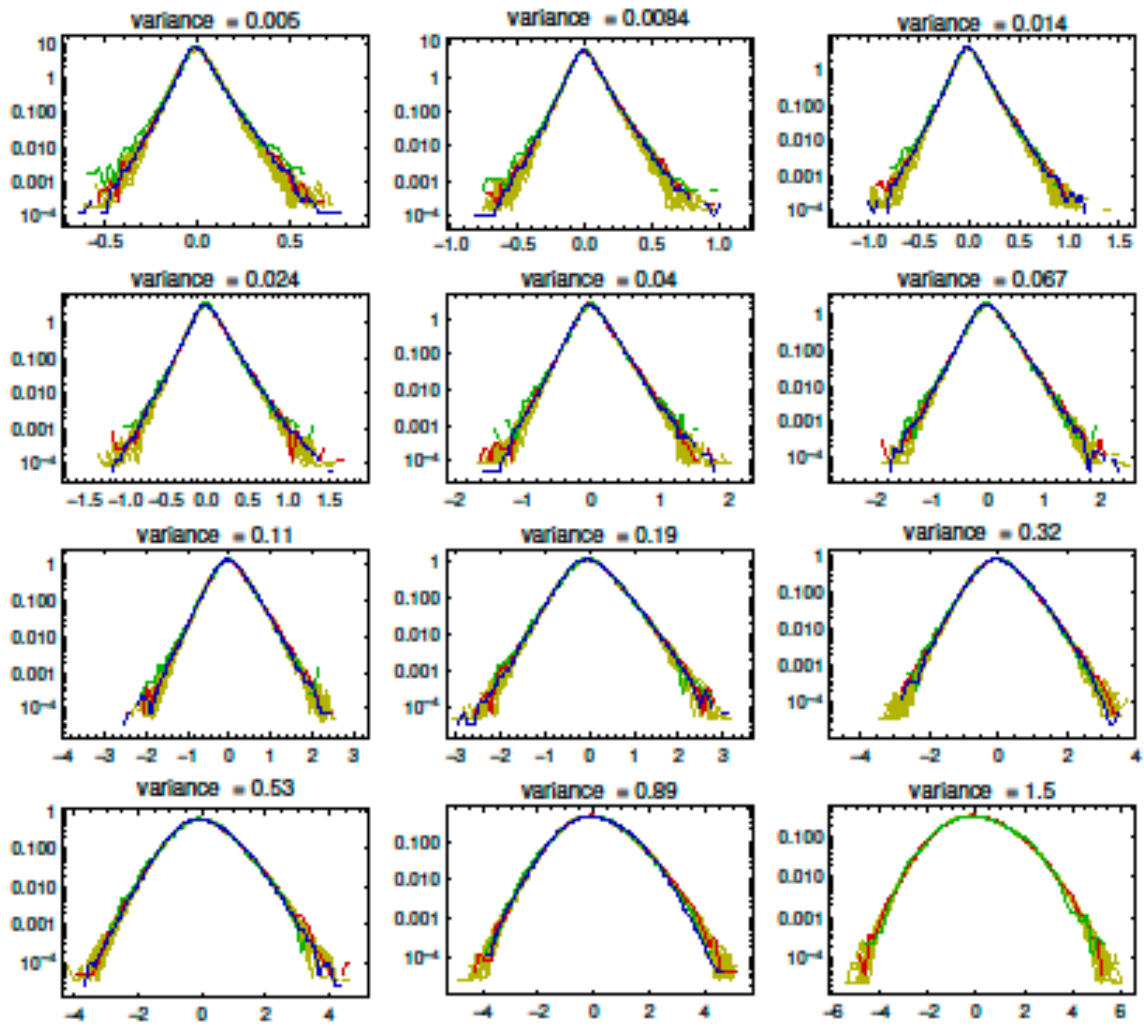 variance = 0.005 variance = 0.0084 variance = 0.014
10 10
1 1 1
0.100 0.100 0.100
0.010 0.010 0.010
0.001 0.001 0.001
10⁻⁴ 10⁻⁴ 10⁻⁴
−0.5 0.0 0.5 −1.0 −0.5 0.0 0.5 1.0 −1.0 −0.5 0.0 0.5 1.0 1.5
variance = 0.024 variance = 0.04 variance = 0.067
1 1 1
0.100 0.100 0.100
0.010 0.010 0.010
0.001 0.001 0.001
10⁻⁴ 10⁻⁴ 10⁻⁴
−1.5 −1.0 −0.5 0.0 0.5 1.0 1.5 −2 −1 0 1 2 −2 −1 0 1 2
variance = 0.11 variance = 0.19 variance = 0.32
1 1 1
0.100 0.100 0.100
0.010 0.010 0.010
0.001 0.001 0.001
10⁻⁴ 10⁻⁴ 10⁻⁴
−4 −3 −2 −1 0 1 2 3 −3 −2 −1 0 1 2 3 −4 −2 0 2 4
variance = 0.53 variance = 0.89 variance = 1.5
1
0.100 0.100 0.100
0.010 0.010 0.010
0.001 0.001 0.001
10⁻⁴ 10⁻⁴ 10⁻⁴
−4 −2 0 2 4 −4 −2 0 2 4 −6 −4 −2 0 2 4 6